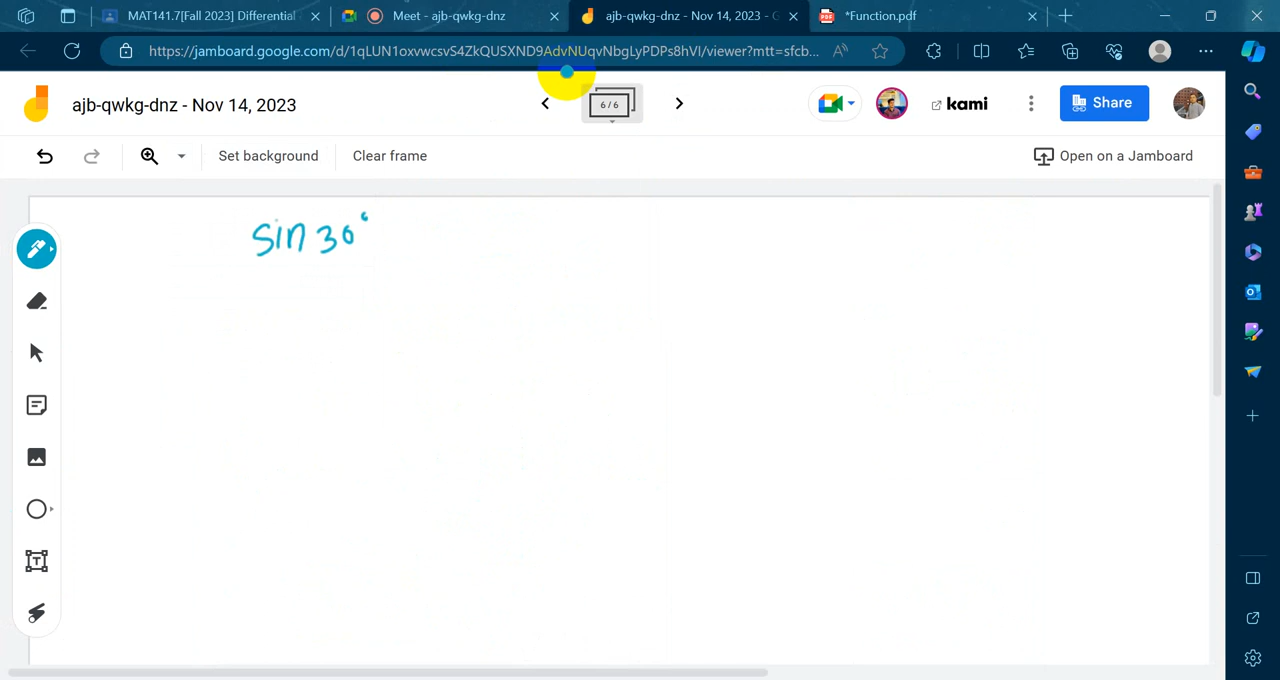 MAT141.7[Fall 2023] Differential
Meet - ajb-qwkg-dnz
ajb-qwkg-dnz - Nov 14, 2023 - G
*Function.pdf
https://jamboard.google.com/d/1qLUN1oxvwcsvS4ZkQUSXND9AdvNUqvNbgLyPDPs8hVI/viewer?mtt=sfcb...
ajb-qwkg-dnz - Nov 14, 2023
6 / 6
kami
Share
Set background
Clear frame
Open on a Jamboard
sin 30°